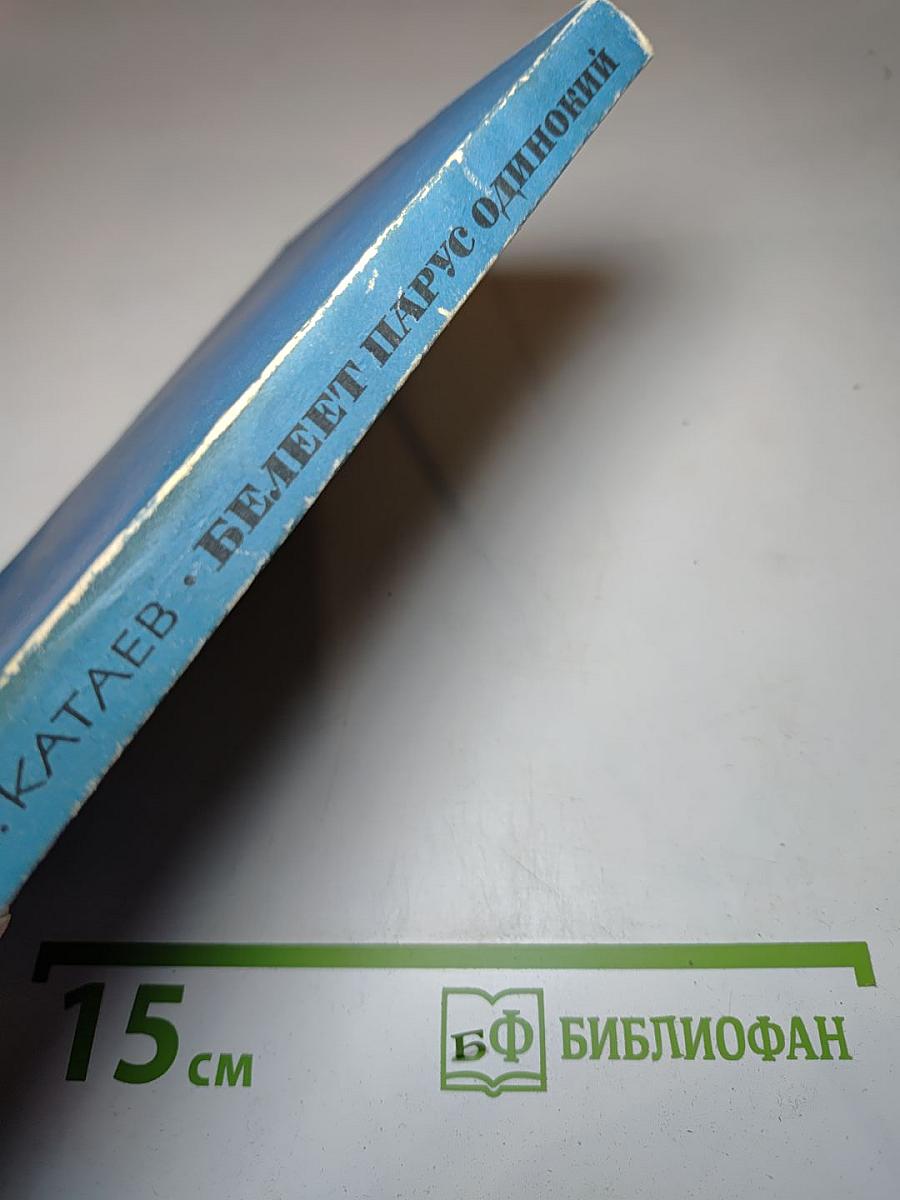 . КАТАЕВ · БЕЛЕЕТ ПАРУС ОДИНОКИЙ
15 см
БФ БИБЛИОФАН